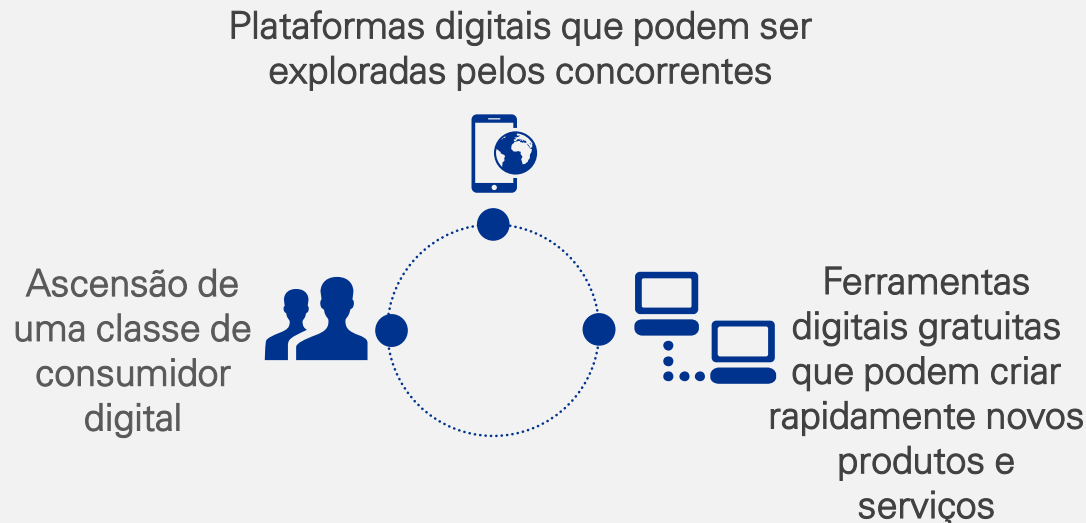 Plataformas digitais que podem ser
exploradas pelos concorrentes
Ascensão de
uma classe de
consumidor
digital
Ferramentas
digitais gratuitas
que podem criar
rapidamente novos
produtos e
serviços